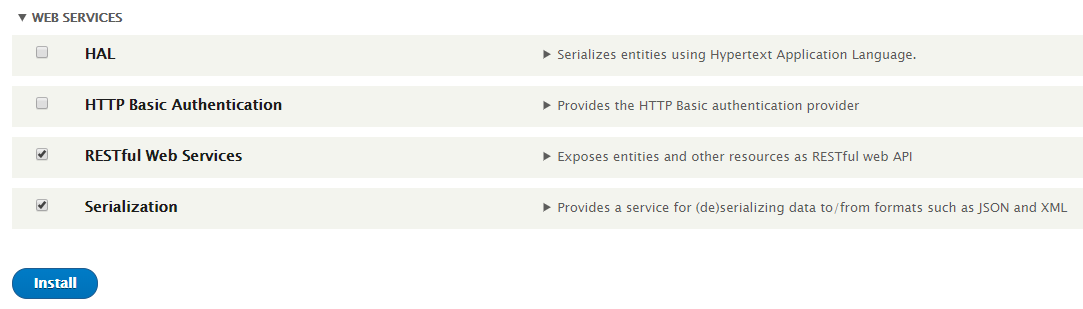 WEB SERVICES
HAL Serializes entities using Hypertext Application Language.
HTTP Basic Authentication Provides the HTTP Basic authentication provider
RESTful Web Services Exposes entities and other resources as RESTful web API
Serialization Provides a service for (de)serializing data to/from formats such as JSON and XML
Install